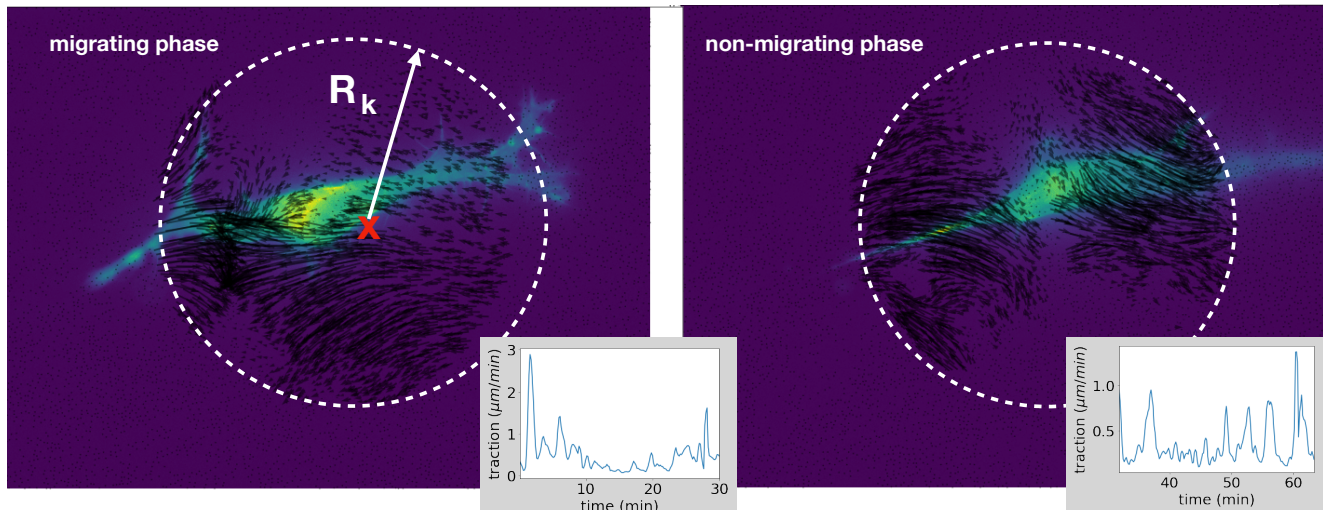 migrating phase
R k
X
traction (μm/min)
3
2
1
0
10
20
30
time (min)
non-migrating phase
traction (μm/min)
1.0
0.5
40
50
60
time (min)